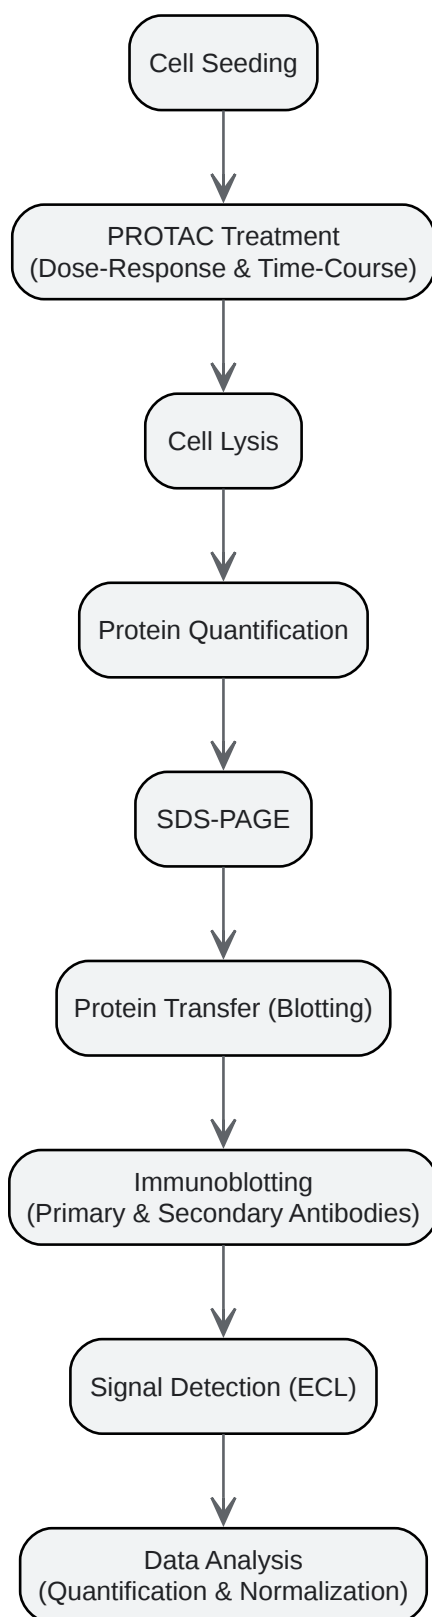 Cell Seeding
PROTAC Treatment
(Dose-Response & Time-Course)
Cell Lysis
Protein Quantification
SDS-PAGE
Protein Transfer (Blotting)
Immunoblotting
(Primary & Secondary Antibodies)
Signal Detection (ECL)
Data Analysis
(Quantification & Normalization)